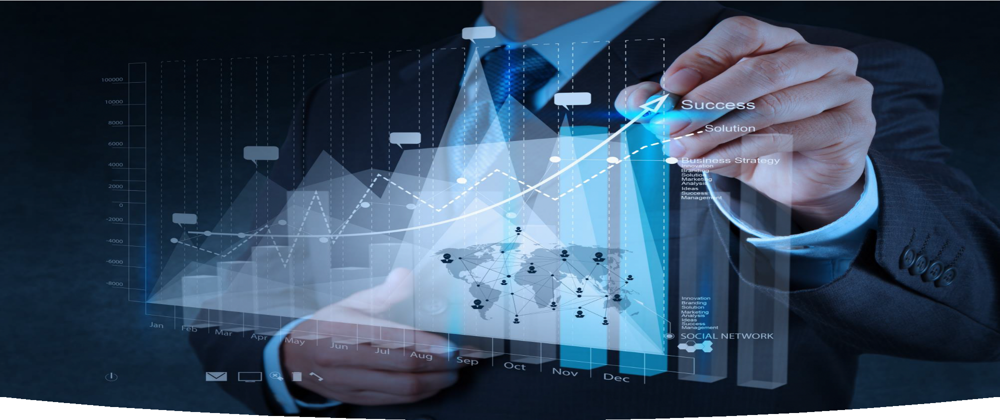 100000
10000
8000
6000
4000
2000
0
-2000
-4000
-6000
-8000
Jan
Feb
Mar
Apr
May
Jun
Jul
Aug
Sep
Oct
Nov
Dec
Success
Solution
Business Strategy
Innovation
Branding
Solution
Marketing
Analysis
Ideas
Success
Management
Innovation
Branding
Solution
Marketing
Analysis
Ideas
Success
Management
SOCIAL NETWORK